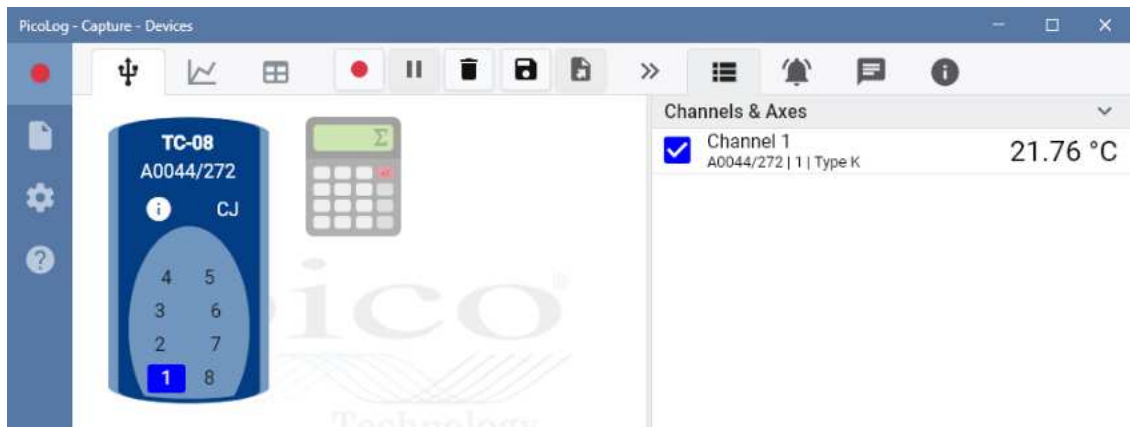 PicoLog - Capture - Devices
Channels & Axes
TC-08
A0044/272
CJ
4 5
3 6
2 7
1 8
Σ
Channel 1
A0044/272 | 1 | Type K
21.76 °C
pico
Technology